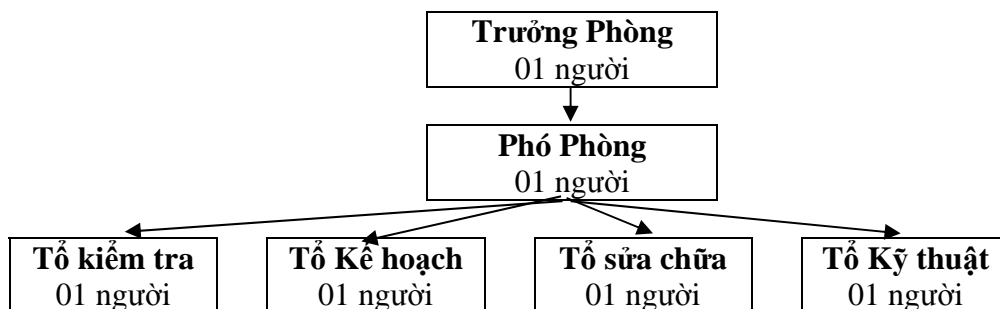 Trưởng Phòng
01 người
Phó Phòng
01 người
Tổ kiểm tra
01 người
Tổ Kế hoạch
01 người
Tổ sửa chữa
01 người
Tổ Kỹ thuật
01 người